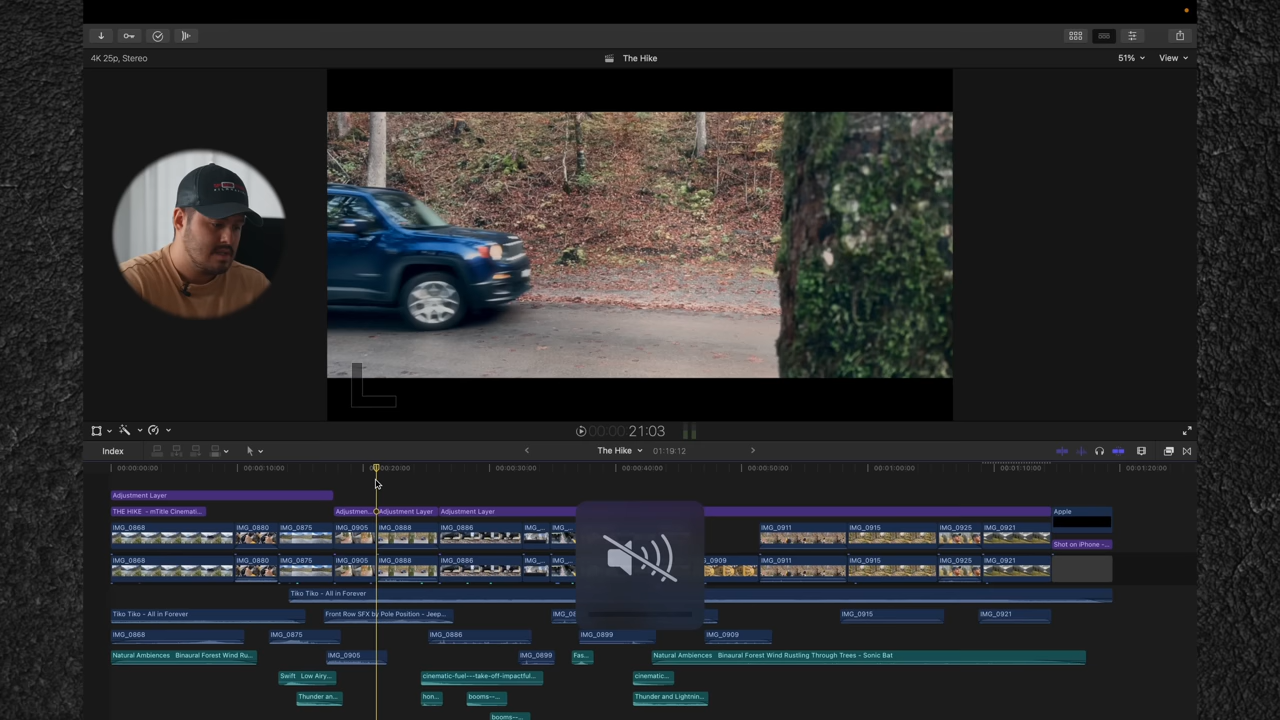 4K 25p, Stereo
The Hike
51%
View
21:03
Index
The Hike
01:19:12
00:00:00:00
00:00:10:00
00:00:20:00
00:00:30:00
00:00:40:00
00:00:50:00
00:01:00:00
00:01:10:00
00:01:20:00
Adjustment Layer
THE HIKE - mTitle Cinemati...
Adjustmen...
Adjustment Layer
Adjustment Layer
Apple
IMG_0868
IMG_0880
IMG_0875
IMG_0905
IMG_0888
IMG_0886
IMG_...
IMG_...
IMG_0911
IMG_0915
IMG_0925
IMG_0921
Shot on iPhone -...
IMG_0868
IMG_0880
IMG_0875
IMG_0905
IMG_0888
IMG_0886
IMG_...
IMG_...
IMG_0911
IMG_0915
IMG_0925
IMG_0921
Tiko Tiko - All in Forever
Tiko Tiko - All in Forever
Front Row SFX by Pole Position - Jeep...
IMG_0915
IMG_0921
IMG_0868
IMG_0875
IMG_0886
IMG_0899
IMG_0909
Natural Ambiences Binaural Forest Wind Ru...
IMG_0905
IMG_0899
Fas...
Natural Ambiences Binaural Forest Wind Rustling Through Trees - Sonic Bat
Swift Low Airy...
cinematic-fuel---take-off-impactful...
cinematic...
Thunder an...
hon...
booms--...
Thunder and Lightnin...
booms--...